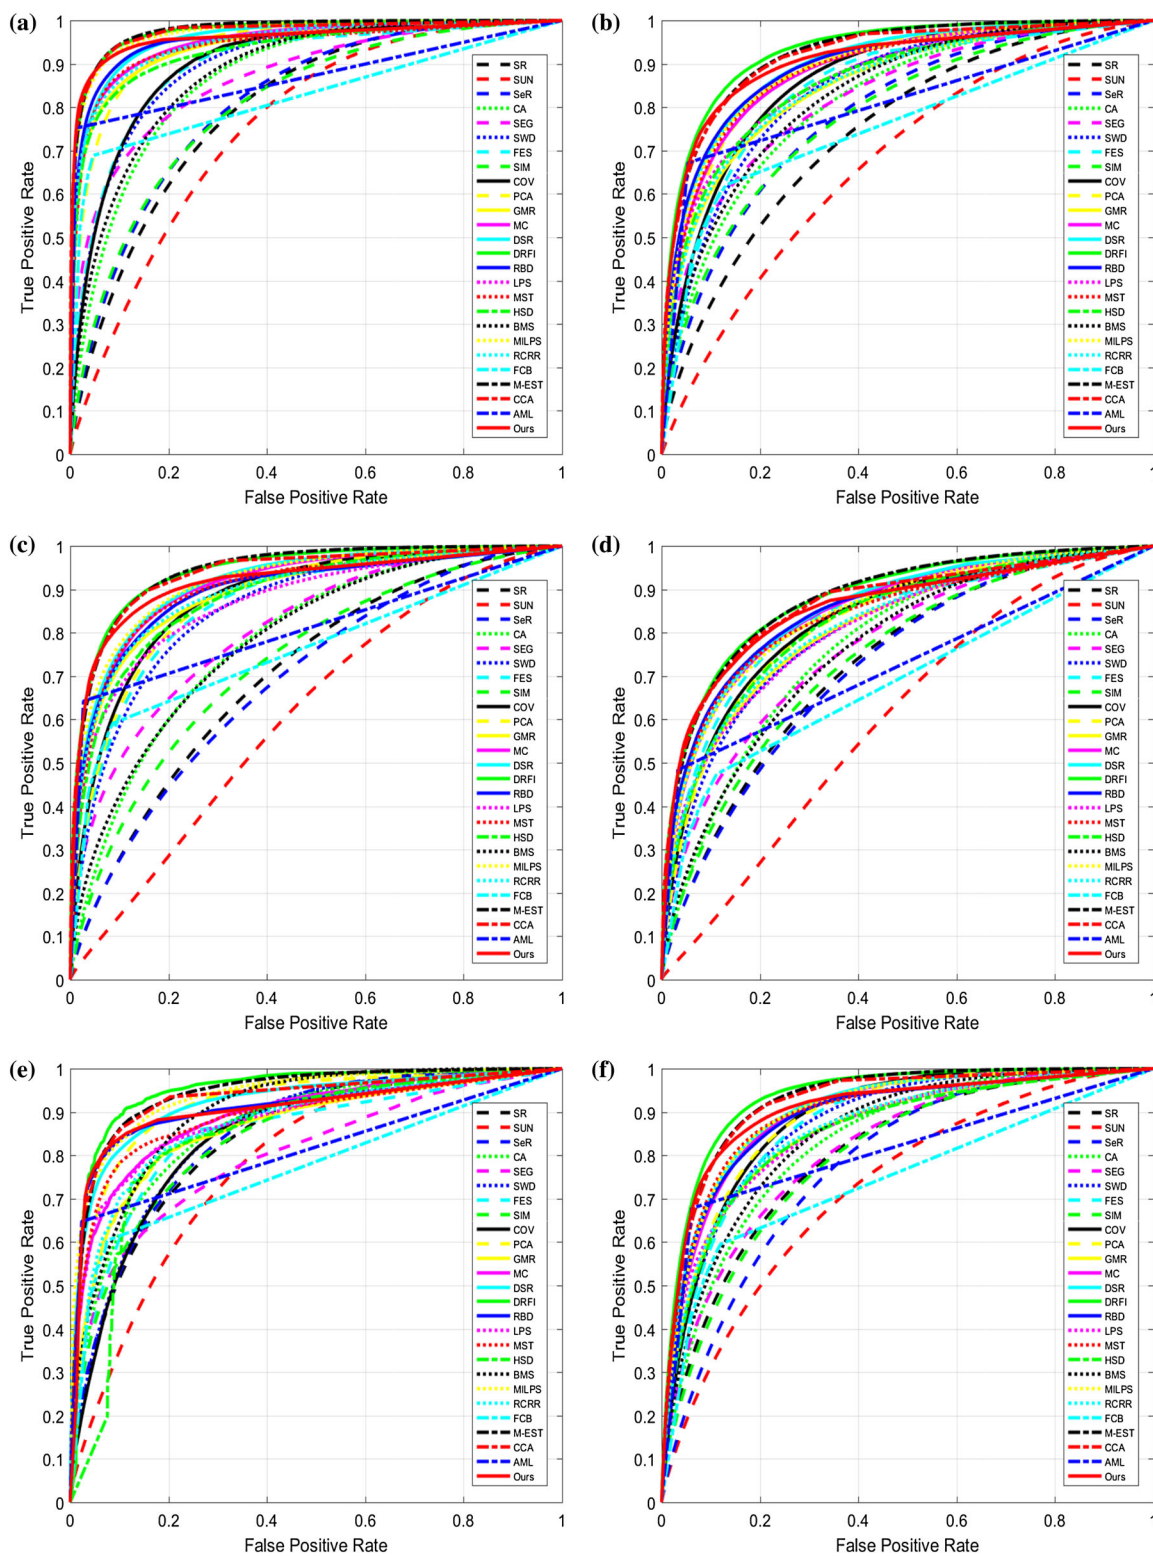 (a)
1
0.9
0.8
0.7
0.6
0.5
0.4
0.3
0.2
0.1
0
True Positive Rate
0 0.2 0.4 0.6 0.8 1
False Positive Rate
SR
SUN
SeR
CA
SEG
SWD
FES
SIM
COV
PCA
GMR
MC
DSR
DRFI
RBD
LPS
MST
HSD
BMS
MILPS
RCRR
FCB
M-EST
CCA
AML
Ours
(b)
1
0.9
0.8
0.7
0.6
0.5
0.4
0.3
0.2
0.1
0
True Positive Rate
0 0.2 0.4 0.6 0.8 1
False Positive Rate
SR
SUN
SeR
CA
SEG
SWD
FES
SIM
COV
PCA
GMR
MC
DSR
DRFI
RBD
LPS
MST
HSD
BMS
MILPS
RCRR
FCB
M-EST
CCA
AML
Ours
(c)
1
0.9
0.8
0.7
0.6
0.5
0.4
0.3
0.2
0.1
0
True Positive Rate
0 0.2 0.4 0.6 0.8 1
False Positive Rate
SR
SUN
SeR
CA
SEG
SWD
FES
SIM
COV
PCA
GMR
MC
DSR
DRFI
RBD
LPS
MST
HSD
BMS
MILPS
RCRR
FCB
M-EST
CCA
AML
Ours
(d)
1
0.9
0.8
0.7
0.6
0.5
0.4
0.3
0.2
0.1
0
True Positive Rate
0 0.2 0.4 0.6 0.8 1
False Positive Rate
SR
SUN
SeR
CA
SEG
SWD
FES
SIM
COV
PCA
GMR
MC
DSR
DRFI
RBD
LPS
MST
HSD
BMS
MILPS
RCRR
FCB
M-EST
CCA
AML
Ours
(e)
1
0.9
0.8
0.7
0.6
0.5
0.4
0.3
0.2
0.1
0
True Positive Rate
0 0.2 0.4 0.6 0.8 1
False Positive Rate
SR
SUN
SeR
CA
SEG
SWD
FES
SIM
COV
PCA
GMR
MC
DSR
DRFI
RBD
LPS
MST
HSD
BMS
MILPS
RCRR
FCB
M-EST
CCA
AML
Ours
(f)
1
0.9
0.8
0.7
0.6
0.5
0.4
0.3
0.2
0.1
0
True Positive Rate
0 0.2 0.4 0.6 0.8 1
False Positive Rate
SR
SUN
SeR
CA
SEG
SWD
FES
SIM
COV
PCA
GMR
MC
DSR
DRFI
RBD
LPS
MST
HSD
BMS
MILPS
RCRR
FCB
M-EST
CCA
AML
Ours